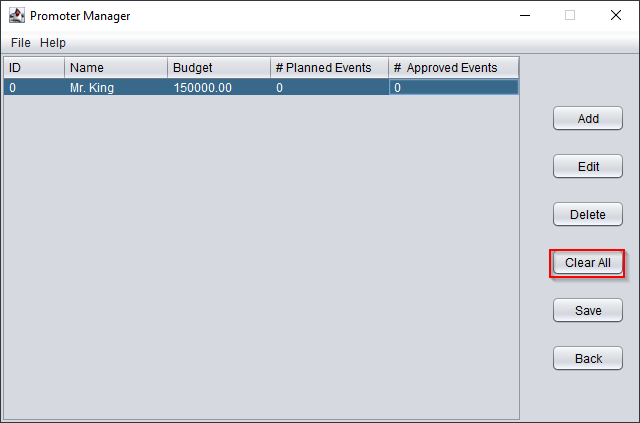 Promoter Manager
File Help
ID Name Budget # Planned Events # Approved Events
0 Mr. King 150000.00 0 0
Add
Edit
Delete
Clear All
Save
Back